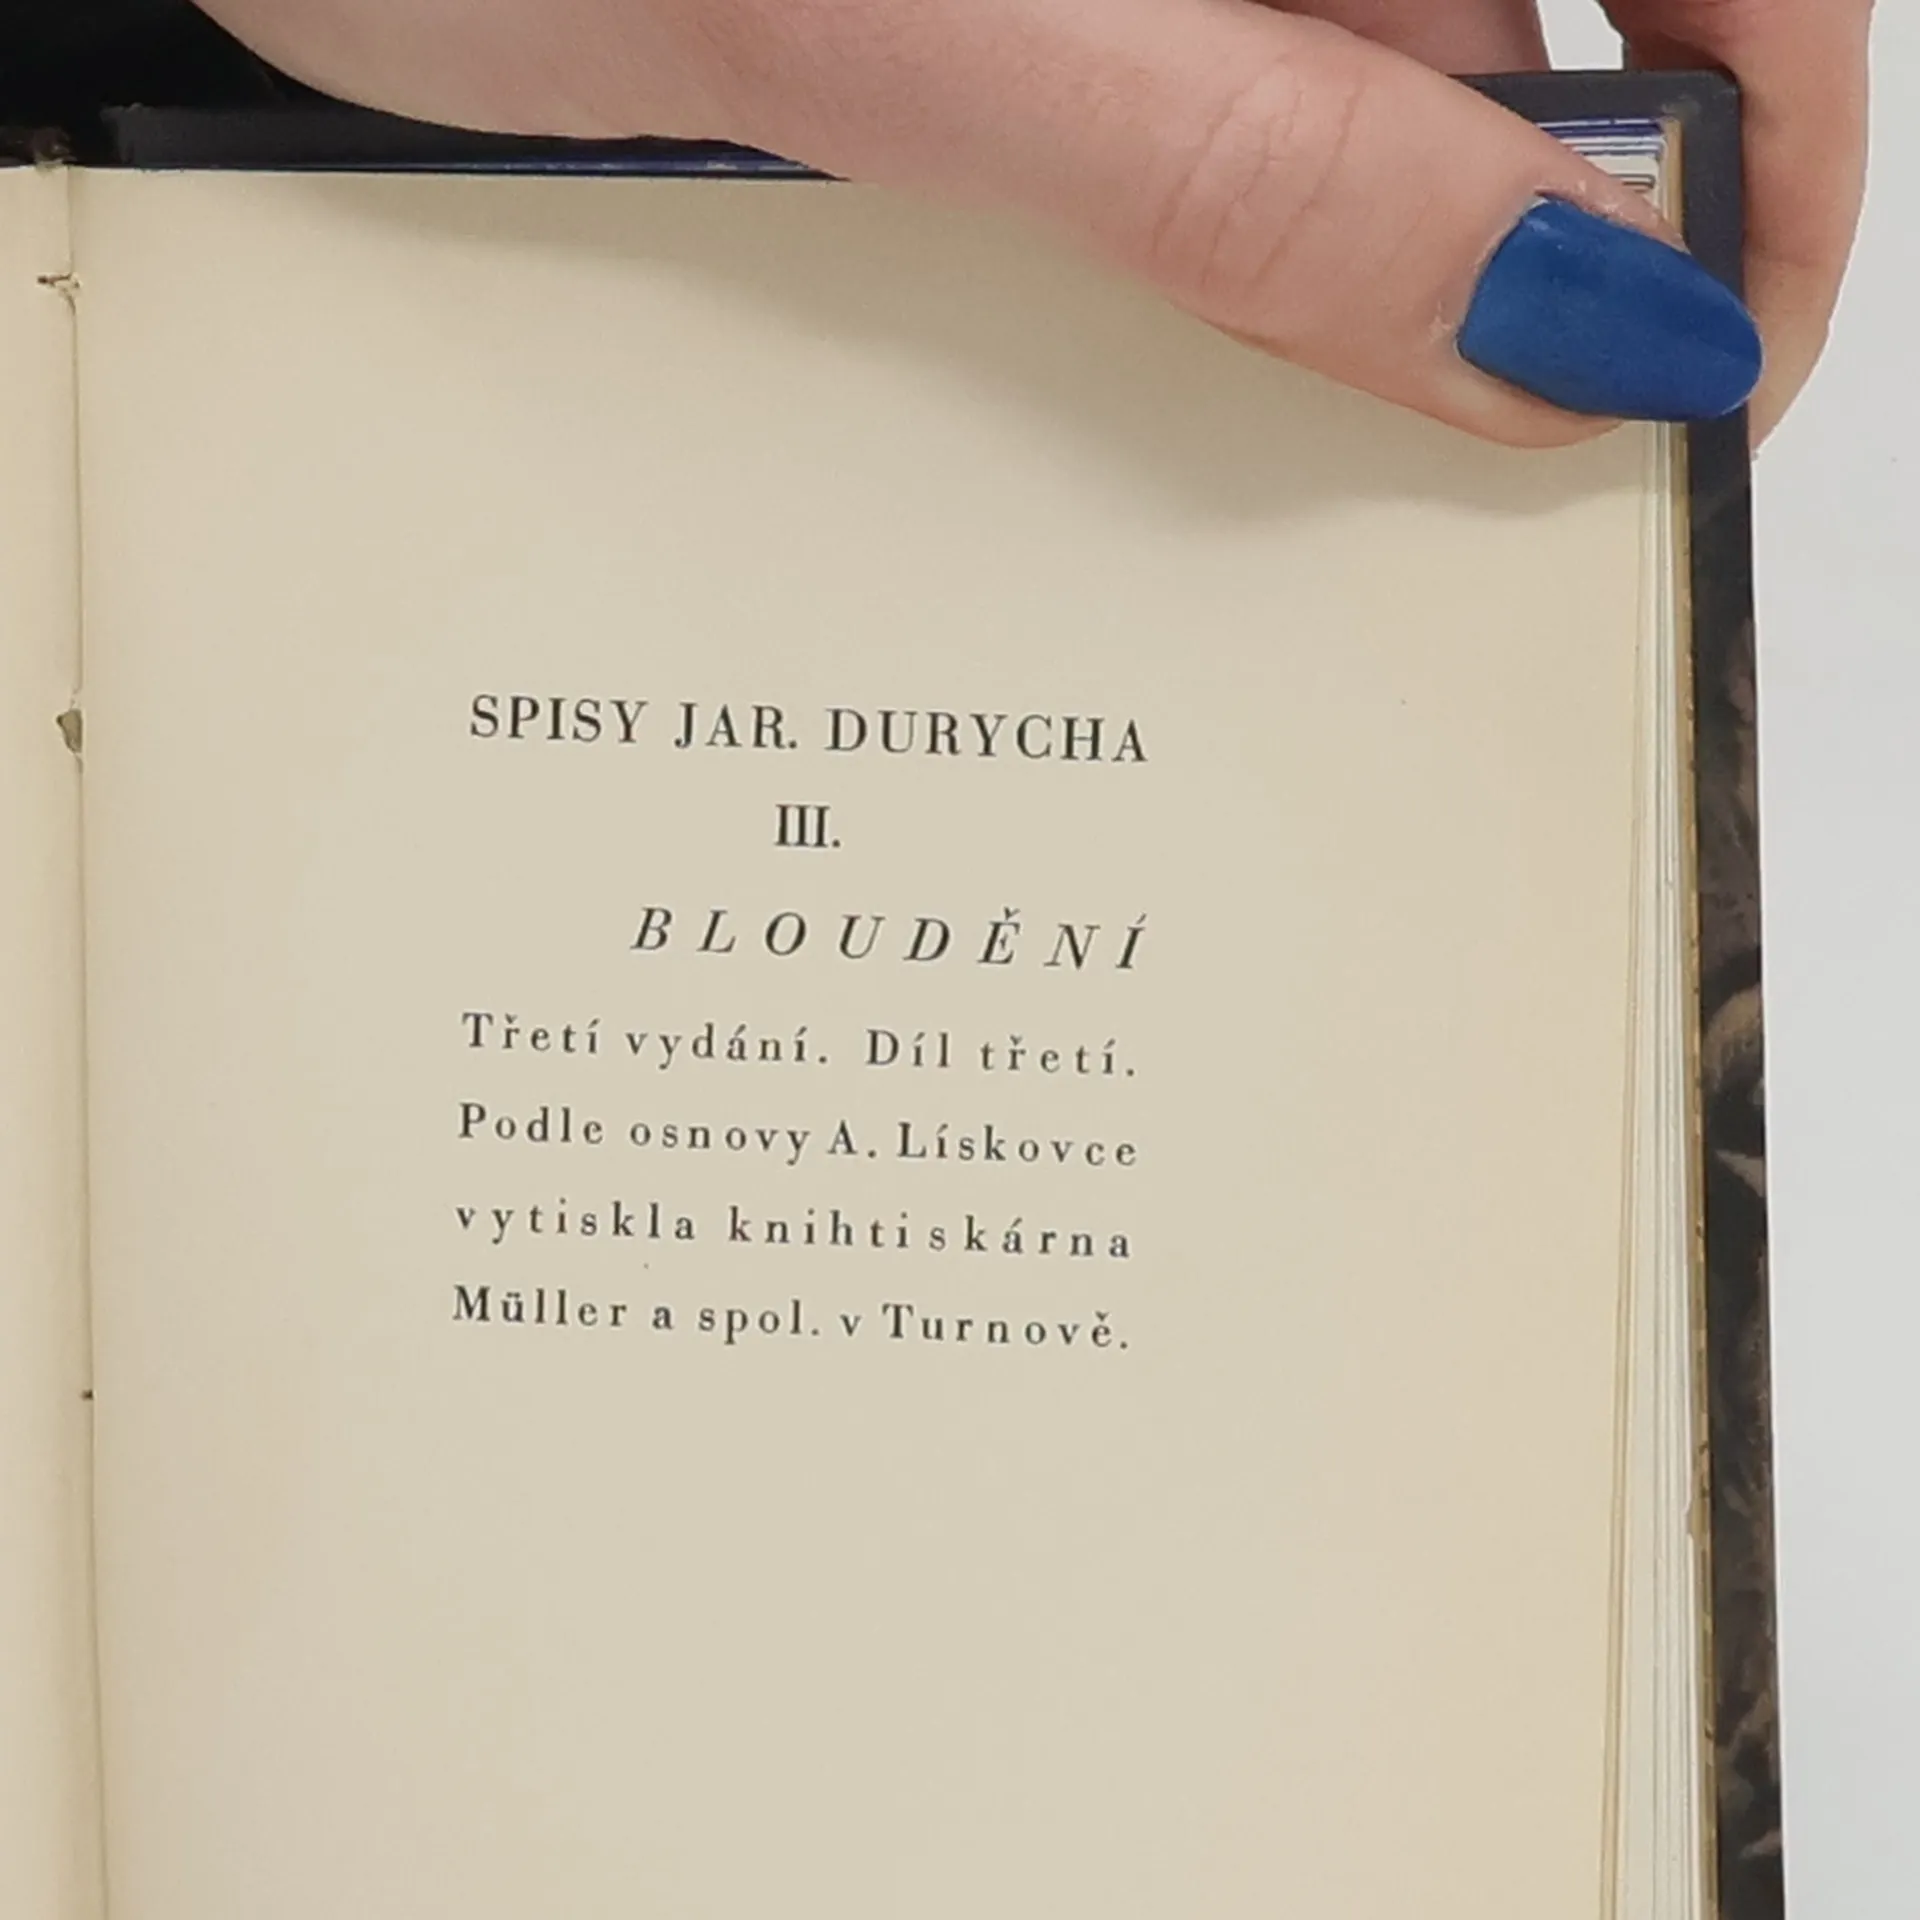 SPISY JAR. DURYCHA
III.
BLOUDĚNÍ
Třetí vydání. Díl třetí.
Podle osnovy A. Lískovce
vytiskla knihtiskárna
Müller a spol. v Turnově.